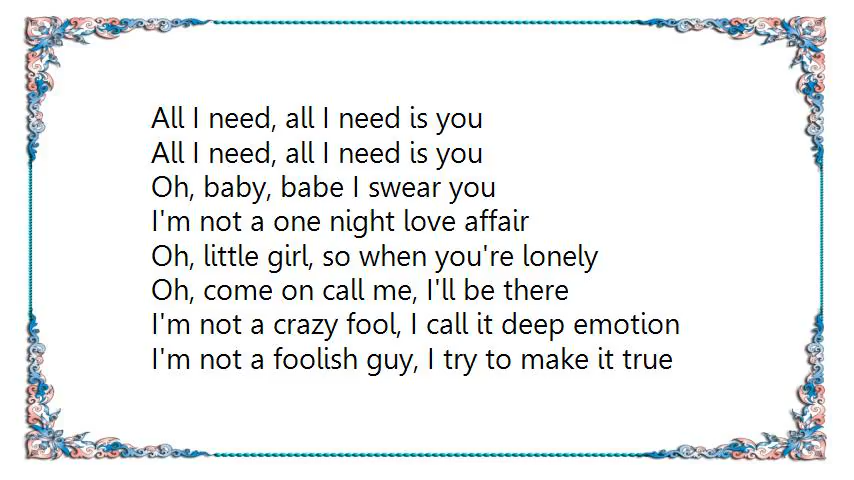 All I need, all I need is you
All I need, all I need is you
Oh, baby, babe I swear you
I'm not a one night love affair
Oh, little girl, so when you're lonely
Oh, come on call me, I'll be there
I'm not a crazy fool, I call it deep emotion
I'm not a foolish guy, I try to make it true